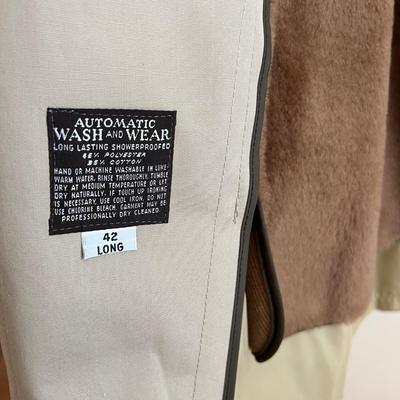 AUTOMATIC
WASH AND WEAR
LONG LASTING SHOWERPROOFED
65% POLYESTER
35% COTTON
HAND OR MACHINE WASHABLE IN LUKE-
WARM WATER. RINSE THOROUGHLY, TUMBLE
DRY AT MEDIUM TEMPERATURE OR LET
DRY NATURALLY. IF TOUCH UP IRONING
IS NECESSARY, USE COOL IRON. DO NOT
USE CHLORINE BLEACH. GARMENT MAY BE
PROFESSIONALLY DRY CLEANED.
42
LONG